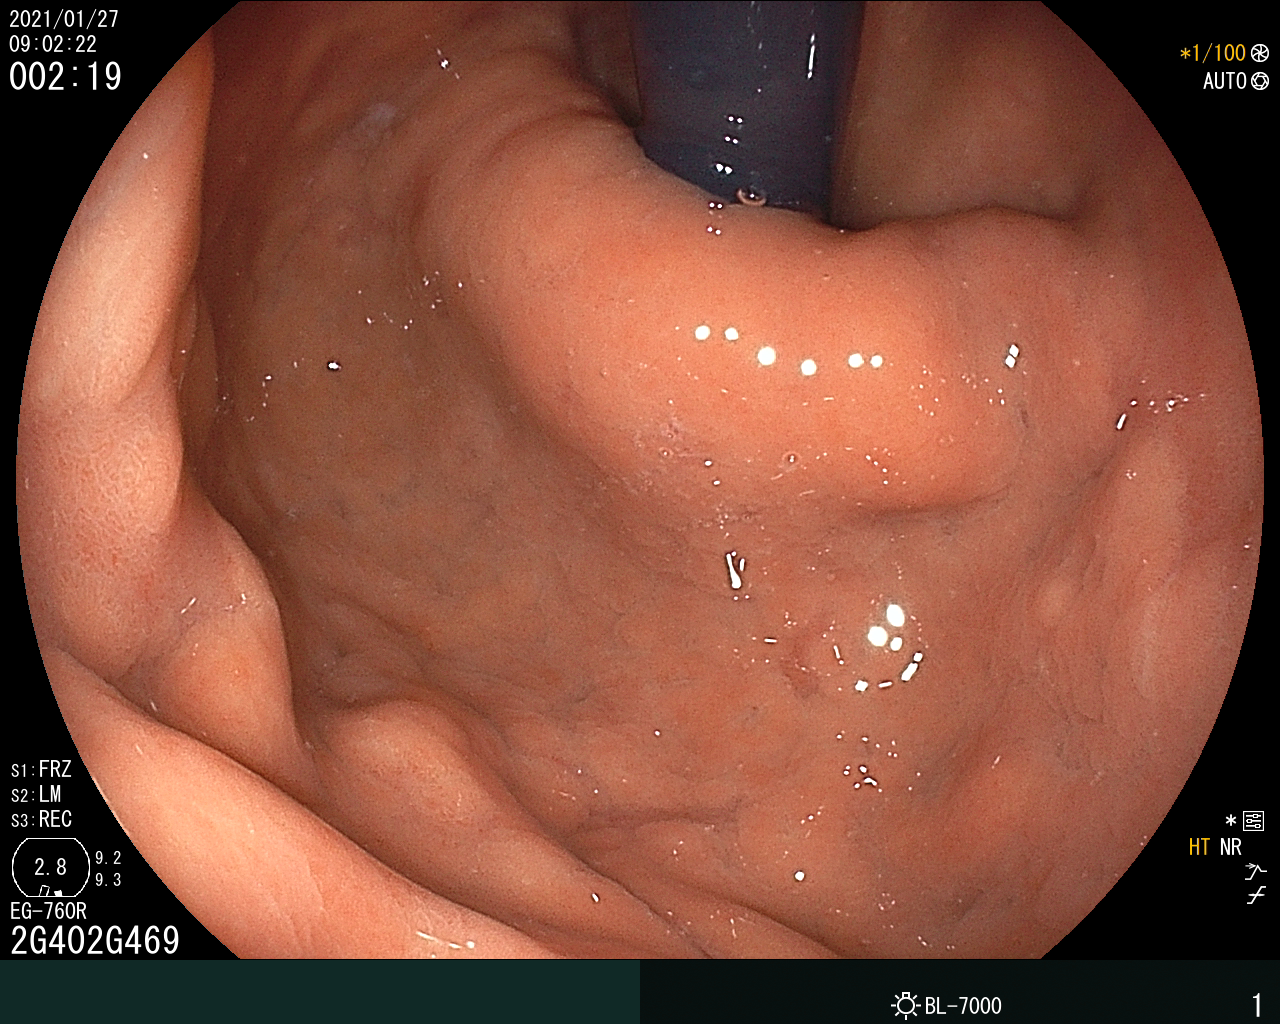 2021/01/27
09:02:22
002:19
*1/100
AUTO
S1:FRZ
S2:LM
S3:REC
2.8
9.2
9.3
EG-760R
2G402G469
*
HT NR
BL-7000
1